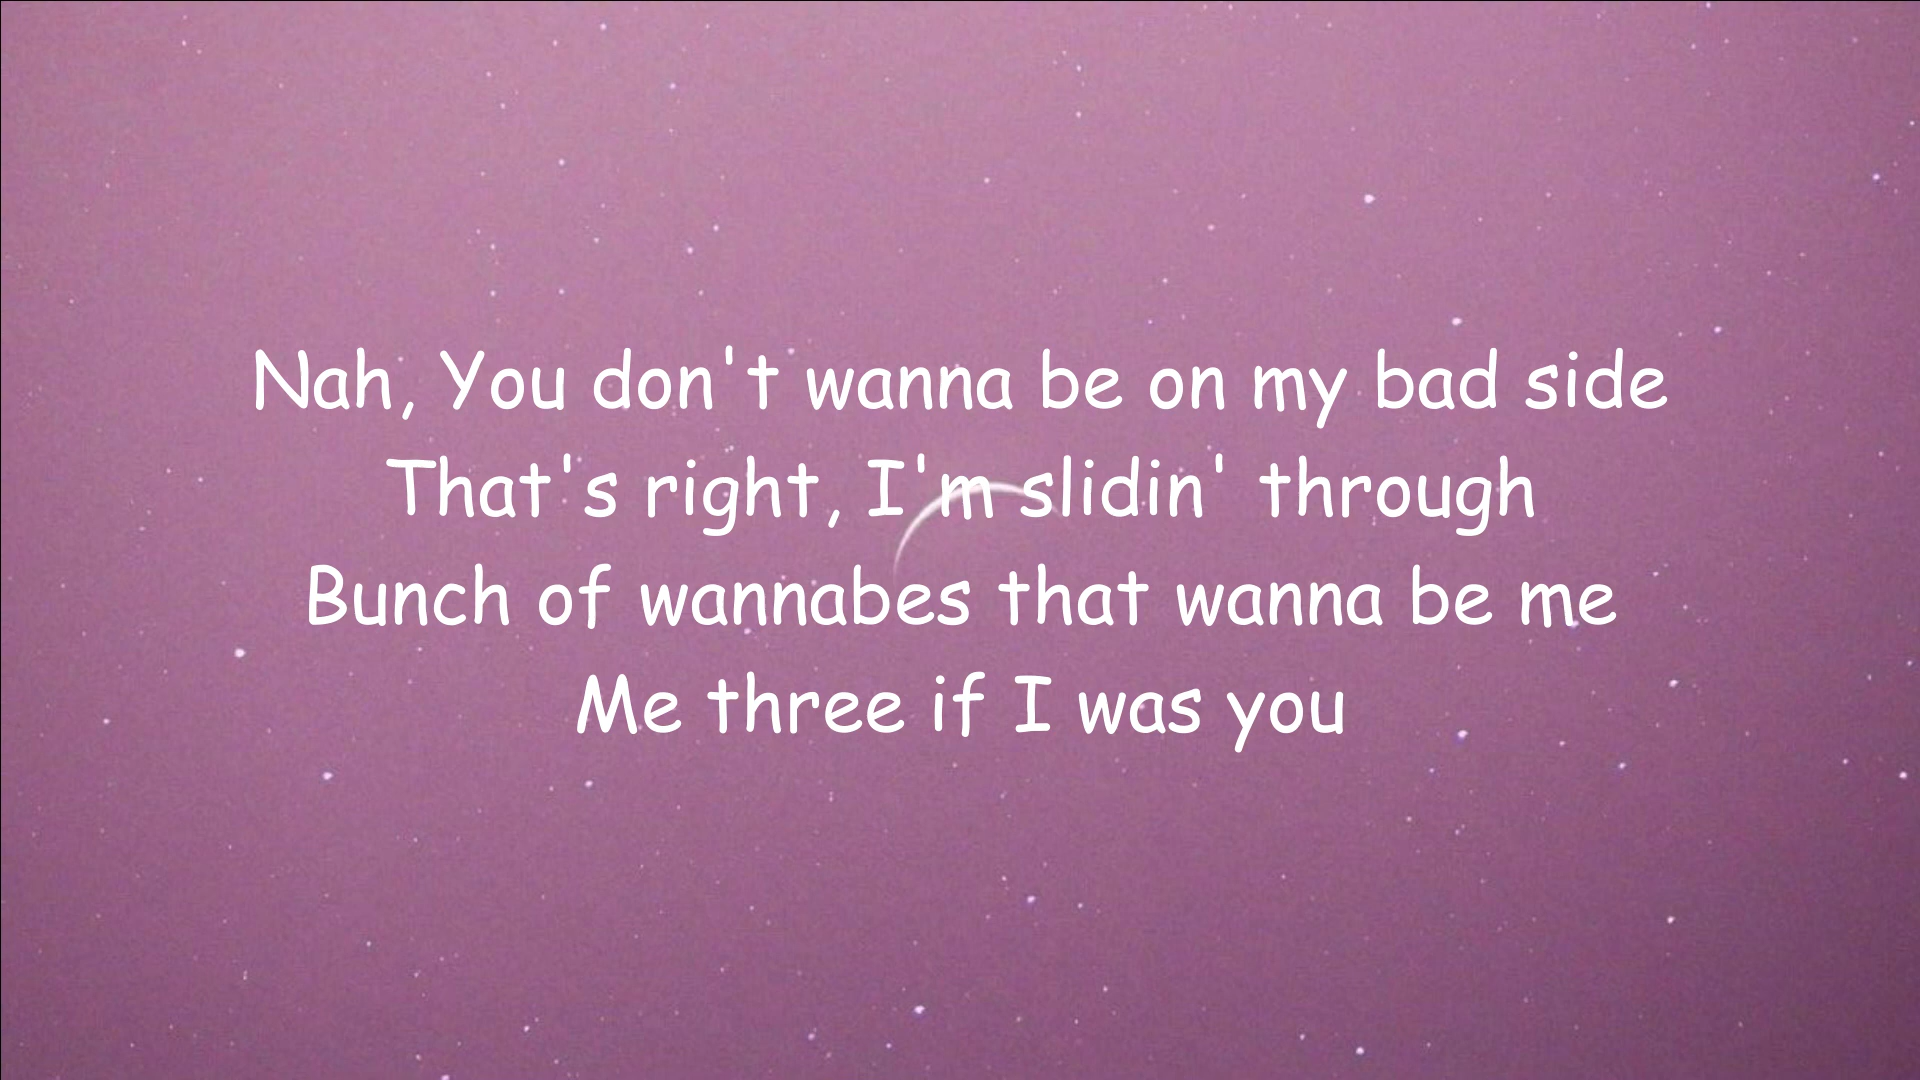 Nah, You don't wanna be on my bad side
That's right, I'm slidin' through
Bunch of wannabes that wanna be me
Me three if I was you